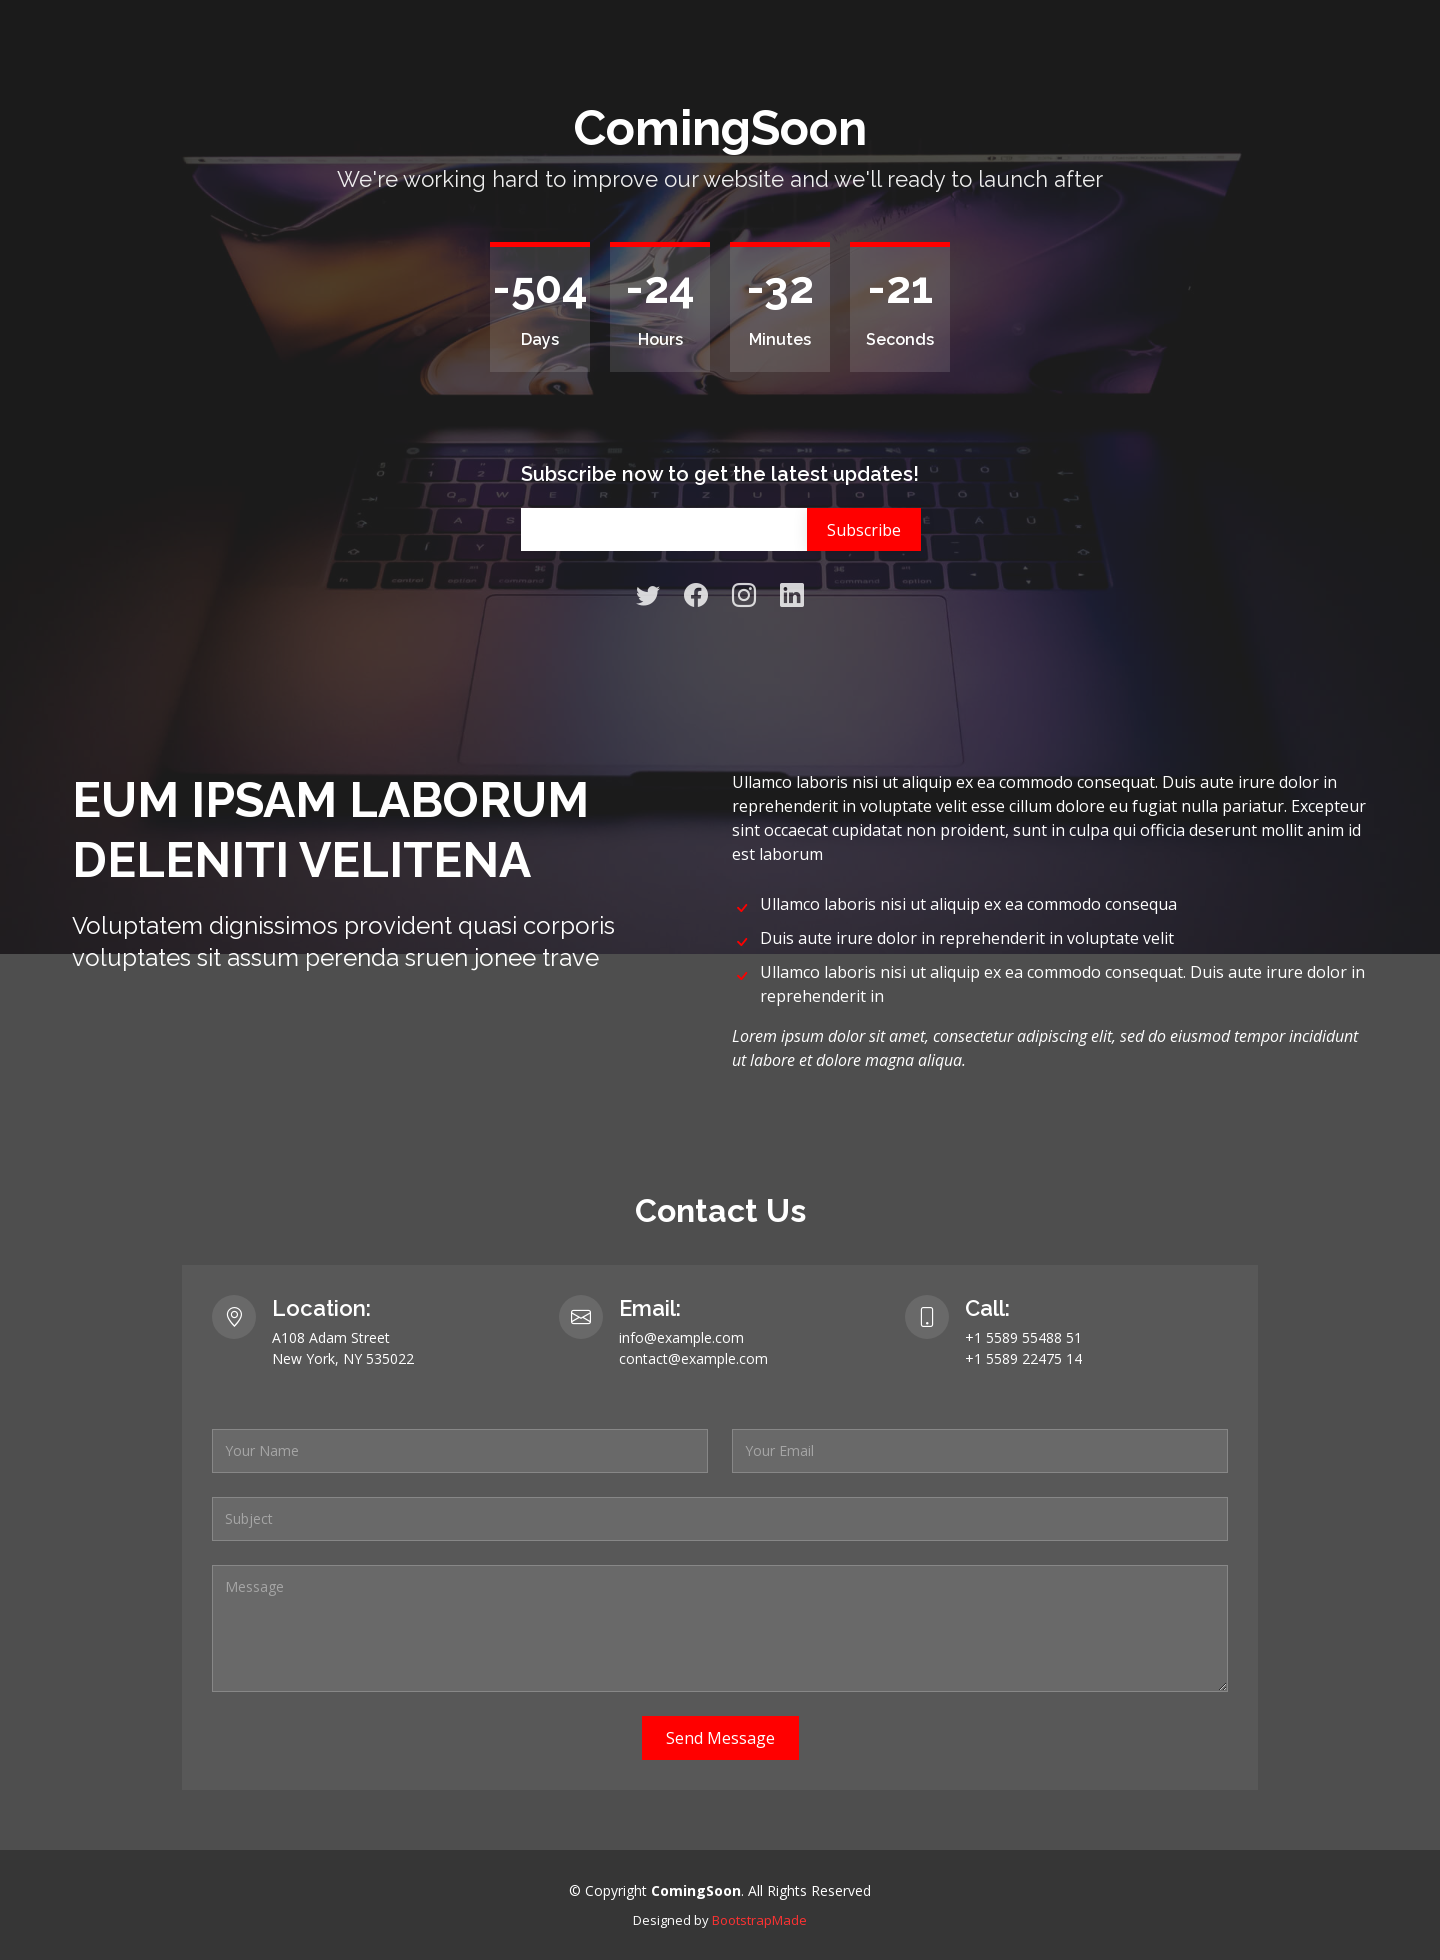 ComingSoon
We're working hard to improve our website and we'll ready to launch after
-504 -24 -32 -21
Days Hours Minutes Seconds
Subscribe now to get the latest updates!
Subscribe
EUM IPSAM LABORUM
DELENITI VELITENA
Voluptatem dignissimos provident quasi corporis
voluptates sit assum perenda sruen jonee trave
Ullamco laboris nisi ut aliquip ex ea commodo consequat. Duis aute irure dolor in
reprehenderit in voluptate velit esse cillum dolore eu fugiat nulla pariatur. Excepteur
sint occaecat cupidatat non proident, sunt in culpa qui officia deserunt mollit anim id
est laborum
Ullamco laboris nisi ut aliquip ex ea commodo consequa
Duis aute irure dolor in reprehenderit in voluptate velit
Ullamco laboris nisi ut aliquip ex ea commodo consequat. Duis aute irure dolor in
reprehenderit in
Lorem ipsum dolor sit amet, consectetur adipiscing elit, sed do eiusmod tempor incididunt
ut labore et dolore magna aliqua.
Contact Us
Location:
A108 Adam Street
New York, NY 535022
Email:
info@example.com
contact@example.com
Call:
+1 5589 55488 51
+1 5589 22475 14
Your Name
Your Email
Subject
Message
Send Message
© Copyright ComingSoon. All Rights Reserved
Designed by BootstrapMade